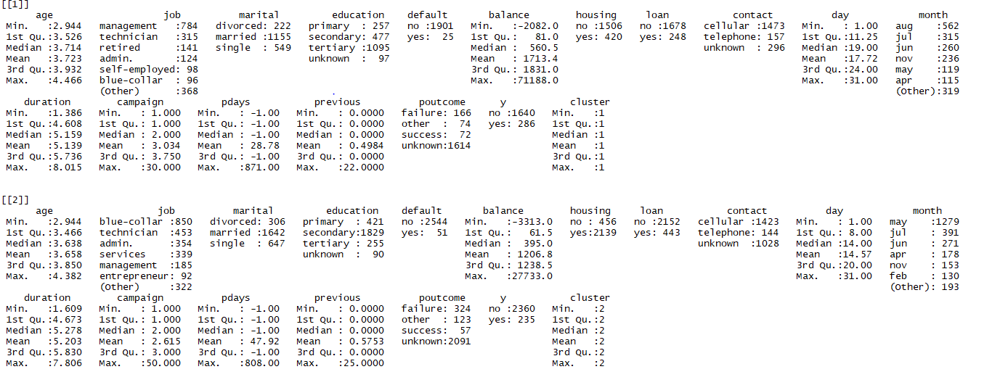 [[1]]
age job marital education default balance housing loan contact day month
Min. :2.944 management :784 divorced: 222 primary : 257 no :1901 Min. :-2082.0 no :1506 no :1678 cellular :1473 Min. : 1.00 aug :562
1st Qu.:3.526 technician :315 married :1155 secondary: 477 yes: 25 1st Qu.: 81.0 yes: 420 yes: 248 telephone: 157 1st Qu.:11.25 jul :315
Median :3.714 retired :141 single : 549 tertiary :1095 Median : 560.5 unknown : 296 Median :19.00 jun :260
Mean :3.723 admin. :124 unknown : 97 Mean : 1713.4 Mean :17.72 nov :236
3rd Qu.:3.932 self-employed: 98 3rd Qu.: 1831.0 3rd Qu.:24.00 may :119
Max. :4.466 blue-collar : 96 Max. :71188.0 Max. :31.00 apr :115
(Other) :368 (Other):319
duration campaign pdays previous poutcome y cluster
Min. :1.386 Min. : 1.000 Min. : -1.00 Min. : 0.0000 failure: 166 no :1640 Min. :1
1st Qu.:4.608 1st Qu.: 1.000 1st Qu.: -1.00 1st Qu.: 0.0000 other : 74 yes: 286 1st Qu.:1
Median :5.159 Median : 2.000 Median : -1.00 Median : 0.0000 success: 72 Median :1
Mean :5.139 Mean : 3.034 Mean : 28.78 Mean : 0.4984 unknown:1614 Mean :1
3rd Qu.:5.736 3rd Qu.: 3.750 3rd Qu.: -1.00 3rd Qu.: 0.0000 3rd Qu.:1
Max. :8.015 Max. :30.000 Max. :871.00 Max. :22.0000 Max. :1
[[2]]
age job marital education default balance housing loan contact day month
Min. :2.944 blue-collar :850 divorced: 306 primary : 421 no :2544 Min. :-3313.0 no : 456 no :2152 cellular :1423 Min. : 1.00 may :1279
1st Qu.:3.466 technician :453 married :1642 secondary:1829 yes: 51 1st Qu.: 61.5 yes:2139 yes: 443 telephone: 144 1st Qu.: 8.00 jul : 391
Median :3.638 admin. :354 single : 647 tertiary : 255 Median : 395.0 unknown :1028 Median :14.00 jun : 271
Mean :3.658 services :339 unknown : 90 Mean : 1206.8 Mean :14.57 apr : 178
3rd Qu.:3.850 management :185 3rd Qu.: 1238.5 3rd Qu.:20.00 nov : 153
Max. :4.382 entrepreneur: 92 Max. :27733.0 Max. :31.00 feb : 130
(Other) :322 (Other): 193
duration campaign pdays previous poutcome y cluster
Min. :1.609 Min. : 1.000 Min. : -1.00 Min. : 0.0000 failure: 324 no :2360 Min. :2
1st Qu.:4.673 1st Qu.: 1.000 1st Qu.: -1.00 1st Qu.: 0.0000 other : 123 yes: 235 1st Qu.:2
Median :5.278 Median : 2.000 Median : -1.00 Median : 0.0000 success: 57 Median :2
Mean :5.203 Mean : 2.615 Mean : 47.92 Mean : 0.5753 unknown:2091 Mean :2
3rd Qu.:5.830 3rd Qu.: 3.000 3rd Qu.: -1.00 3rd Qu.: 0.0000 3rd Qu.:2
Max. :7.806 Max. :50.000 Max. :808.00 Max. :25.0000 Max. :2